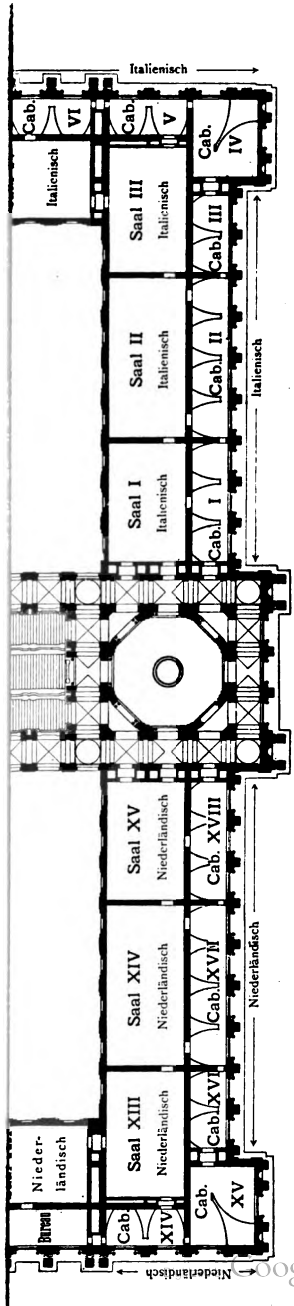 Italienisch
Cab.
VI
Cab.
V
Cab.
IV
Italienisch
Saal III
Italienisch
Cab. III
Saal II
Italienisch
Cab. II
Italienisch
Saal I
Italienisch
Cab. I
Saal XV
Niederländisch
Cab. XVIII
Saal XIV
Niederländisch
Cab. XVII
Niederländisch
Saal XIII
Niederländisch
Cab. XVI
Nieder-
ländisch
Bureau
Cab.
XIV
Cab.
XV
Niederländisch